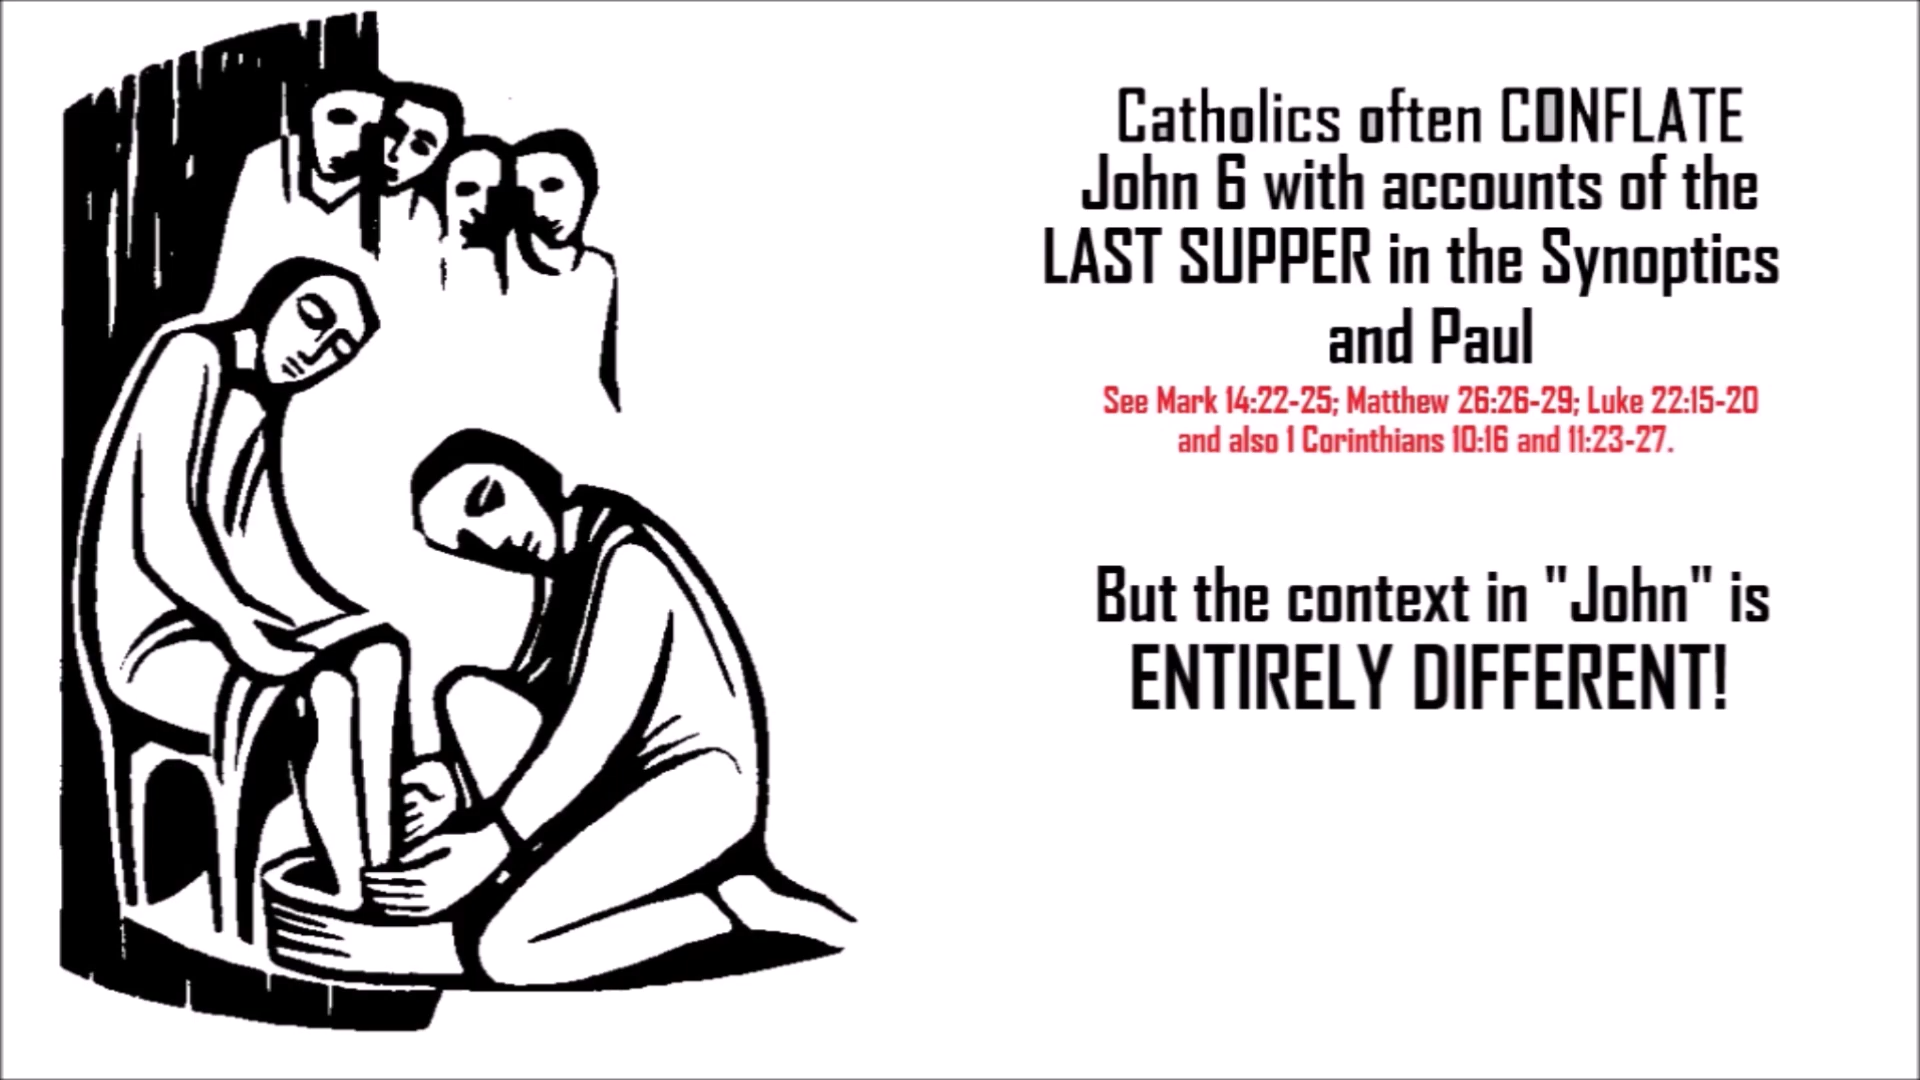 Catholics often CONFLATE
John 6 with accounts of the
LAST SUPPER in the Synoptics
and Paul
See Mark 14:22-25; Matthew 26:26-29; Luke 22:15-20
and also 1 Corinthians 10:16 and 11:23-27.
But the context in "John" is
ENTIRELY DIFFERENT!